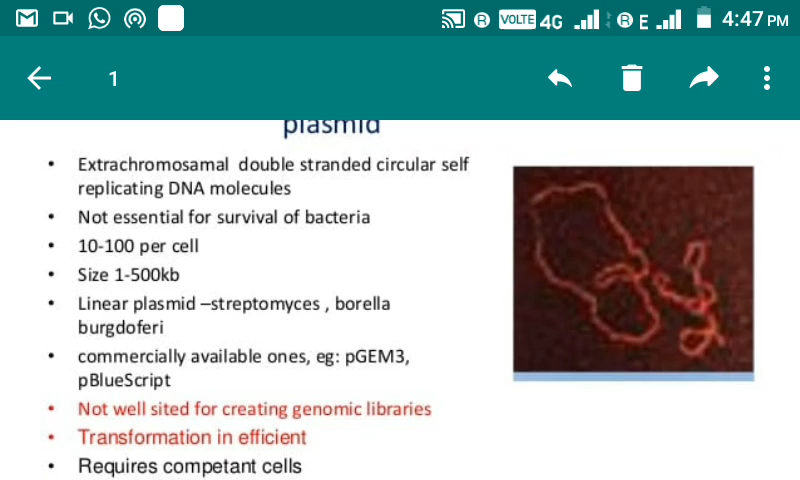 R VOLTE 4G R E 4:47 PM
1
plasmid
• Extrachromosamal double stranded circular self
replicating DNA molecules
• Not essential for survival of bacteria
• 10-100 per cell
• Size 1-500kb
• Linear plasmid –streptomyces , borella
burgdoferi
• commercially available ones, eg: pGEM3,
pBlueScript
• Not well sited for creating genomic libraries
• Transformation in efficient
• Requires competant cells